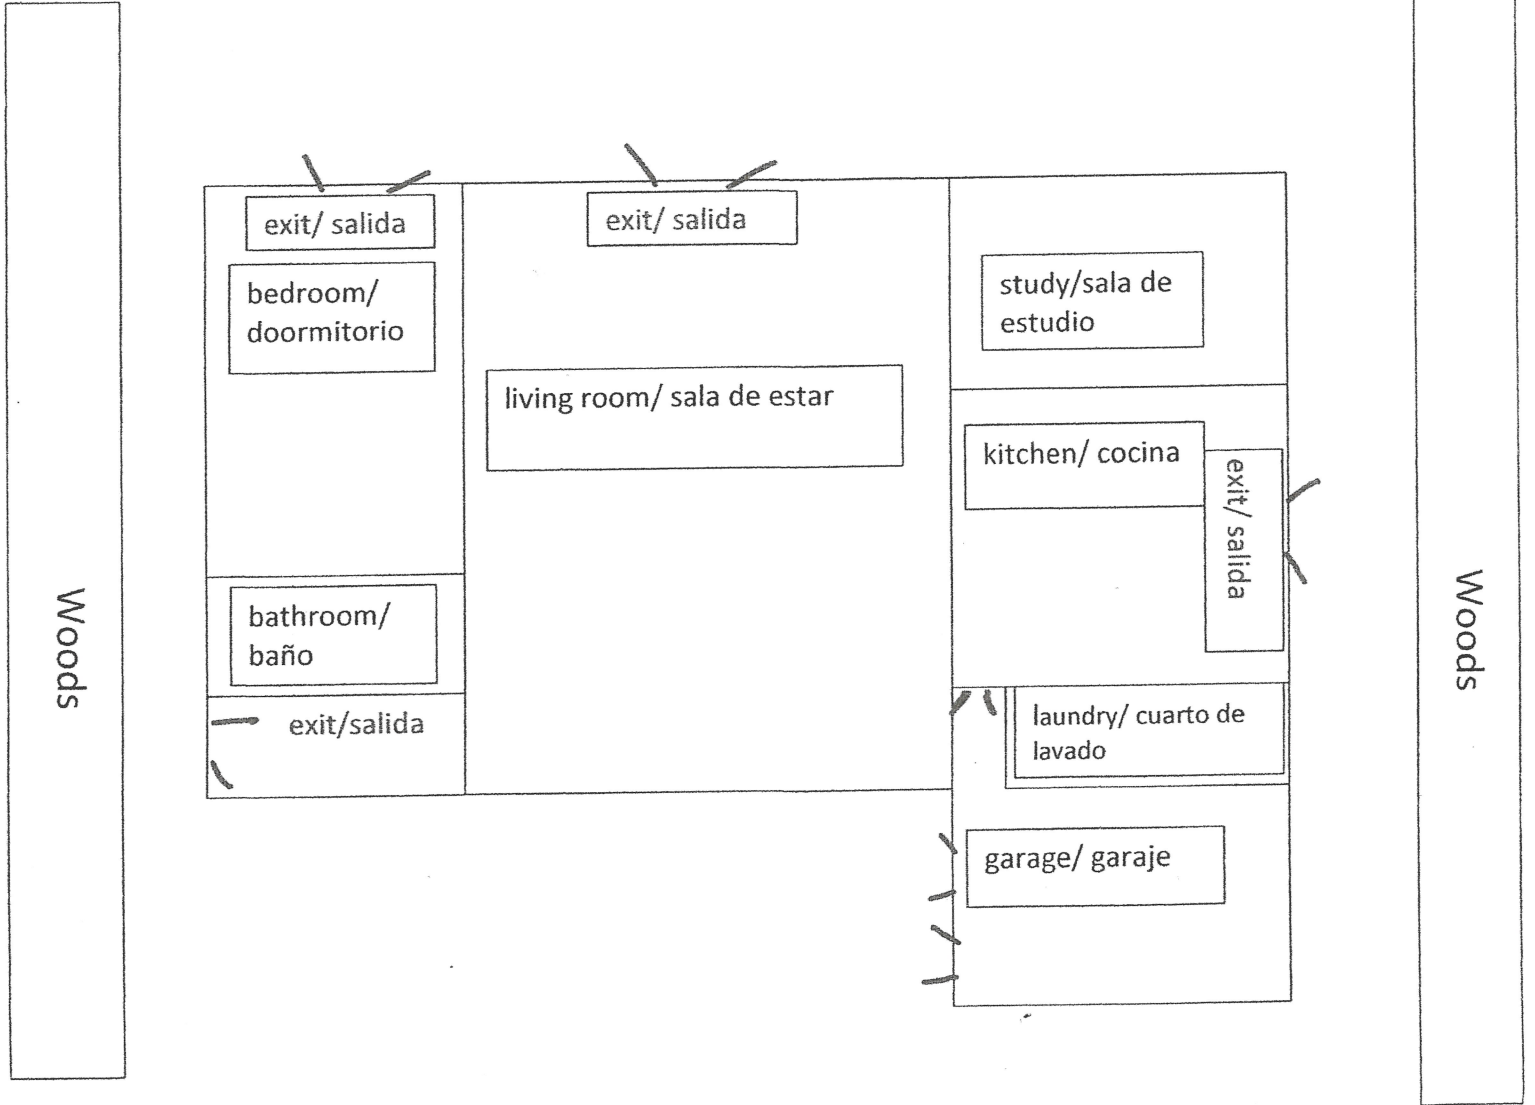 exit/ salida
exit/ salida
bedroom/
doormitorio
study/sala de
estudio
living room/ sala de estar
kitchen/ cocina
exit/ salida
Woods
Woods
bathroom/
baño
exit/salida
laundry/ cuarto de
lavado
garage/ garaje